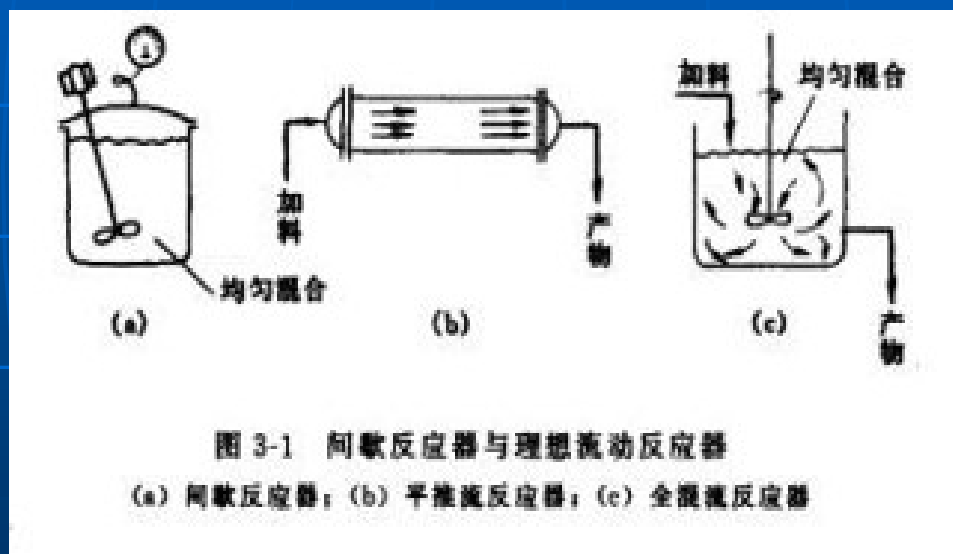 加料
均匀混合
加料
产物
均匀混合
产物
(a)
(b)
(c)
图 3-1 间歇反应器与理想流动反应器
(a) 间歇反应器；(b) 平推流反应器；(c) 全混流反应器